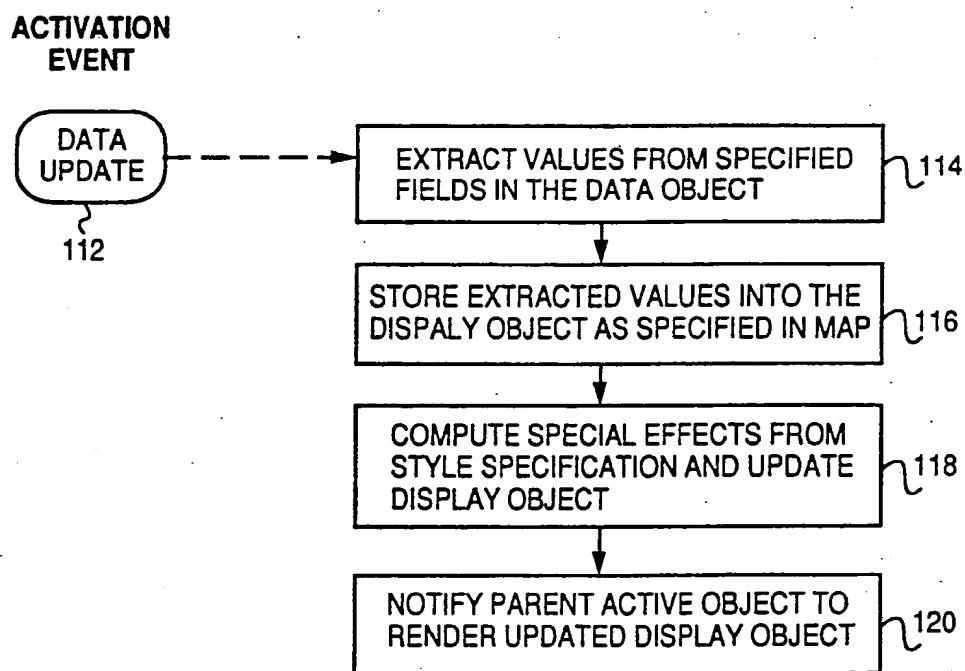 ACTIVATION
EVENT
DATA
UPDATE
112
EXTRACT VALUES FROM SPECIFIED
FIELDS IN THE DATA OBJECT
114
STORE EXTRACTED VALUES INTO THE
DISPALY OBJECT AS SPECIFIED IN MAP
116
COMPUTE SPECIAL EFFECTS FROM
STYLE SPECIFICATION AND UPDATE
DISPLAY OBJECT
118
NOTIFY PARENT ACTIVE OBJECT TO
RENDER UPDATED DISPLAY OBJECT
120